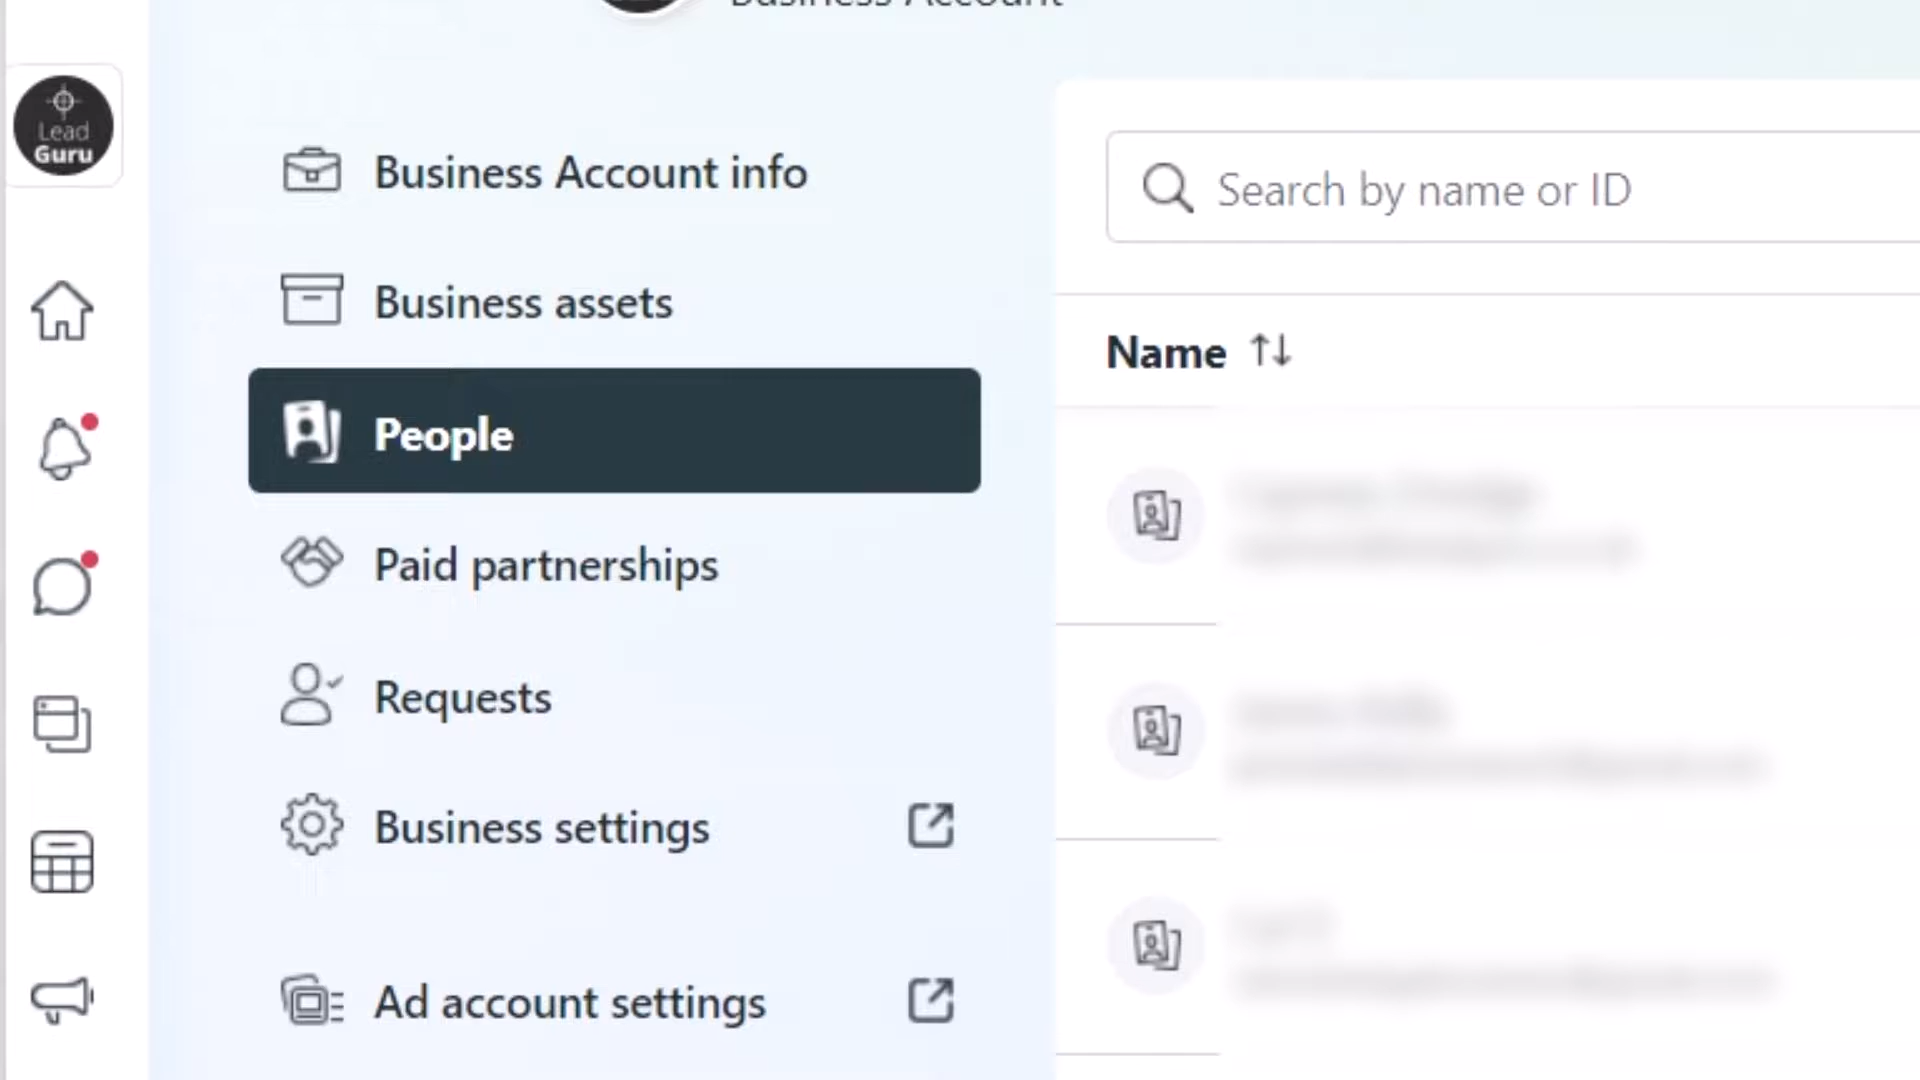 Business Account
Lead
Guru
Business Account info
Business assets
People
Paid partnerships
Requests
Business settings
Ad account settings
Search by name or ID
Name